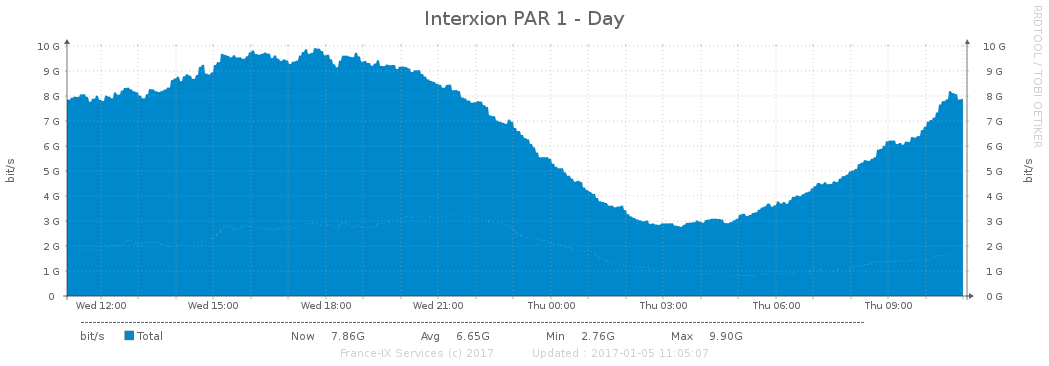 Interxion PAR 1 - Day
RRDTOOL / TOBI OETIKER
bit/s
10 G 10 G
9 G 9 G
8 G 8 G
7 G 7 G
6 G 6 G
5 G 5 G
4 G 4 G
3 G 3 G
2 G 2 G
1 G 1 G
0 0 G
bit/s
Wed 12:00 Wed 15:00 Wed 18:00 Wed 21:00 Thu 00:00 Thu 03:00 Thu 06:00 Thu 09:00
bit/s Total Now 7.86G Avg 6.65G Min 2.76G Max 9.90G
France-IX Services (c) 2017 Updated : 2017-01-05 11:05:07